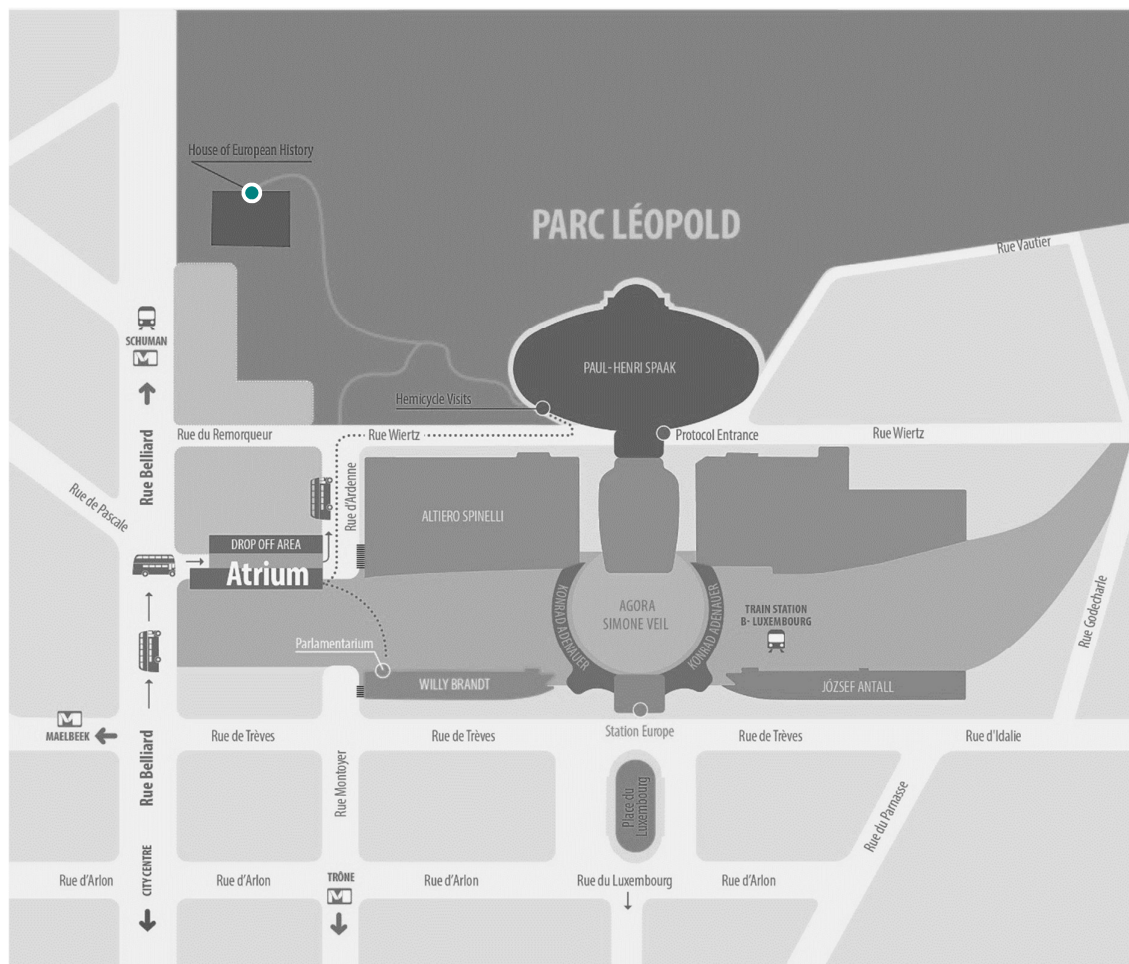 House of European History
PARC LÉOPOLD
Rue Vautier
SCHUMAN
M
PAUL-HENRI SPAAK
Hemicycle Visits
Rue du Remorqueur
Rue Wiertz
Protocol Entrance
Rue Wiertz
Rue Belliard
Rue de Pascale
Rue d'Ardenne
ALTIERO SPINELLI
DROP OFF AREA
Atrium
KONRAD ADENAUER
AGORA
SIMONE VEIL
KONRAD ADENAUER
TRAIN STATION
B- LUXEMBOURG
Rue Godecharle
Parlamentarium
WILLY BRANDT
JÓZSEF ANTALL
M
MAELBEEK
Rue de Trèves
Rue de Trèves
Station Europe
Rue de Trèves
Rue d'Idalie
Rue Belliard
Rue Montoyer
Place du
Luxembourg
Rue du Parnasse
CITY CENTRE
Rue d'Arlon
Rue d'Arlon
TRÔNE
M
Rue d'Arlon
Rue du Luxembourg
Rue d'Arlon